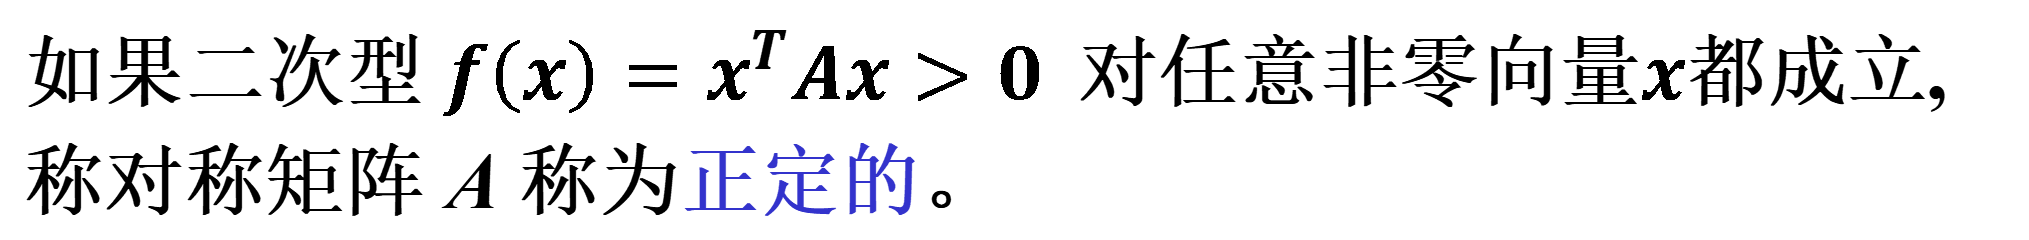 如果二次型 f(x) = x^T Ax > 0 对任意非零向量x都成立,
称对称矩阵 A 称为正定的。